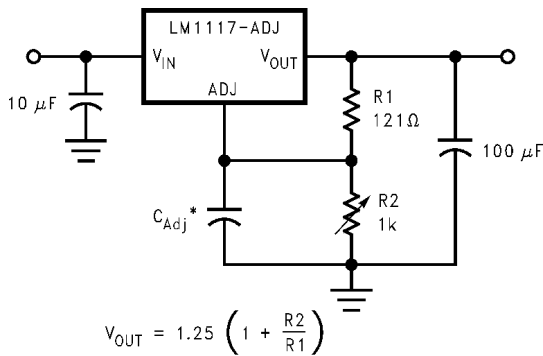 LM1117-ADJ
V_IN
V_OUT
ADJ
10 µF
R1
121Ω
100 µF
C_Adj*
R2
1k
V_OUT = 1.25 (1 + R2/R1)